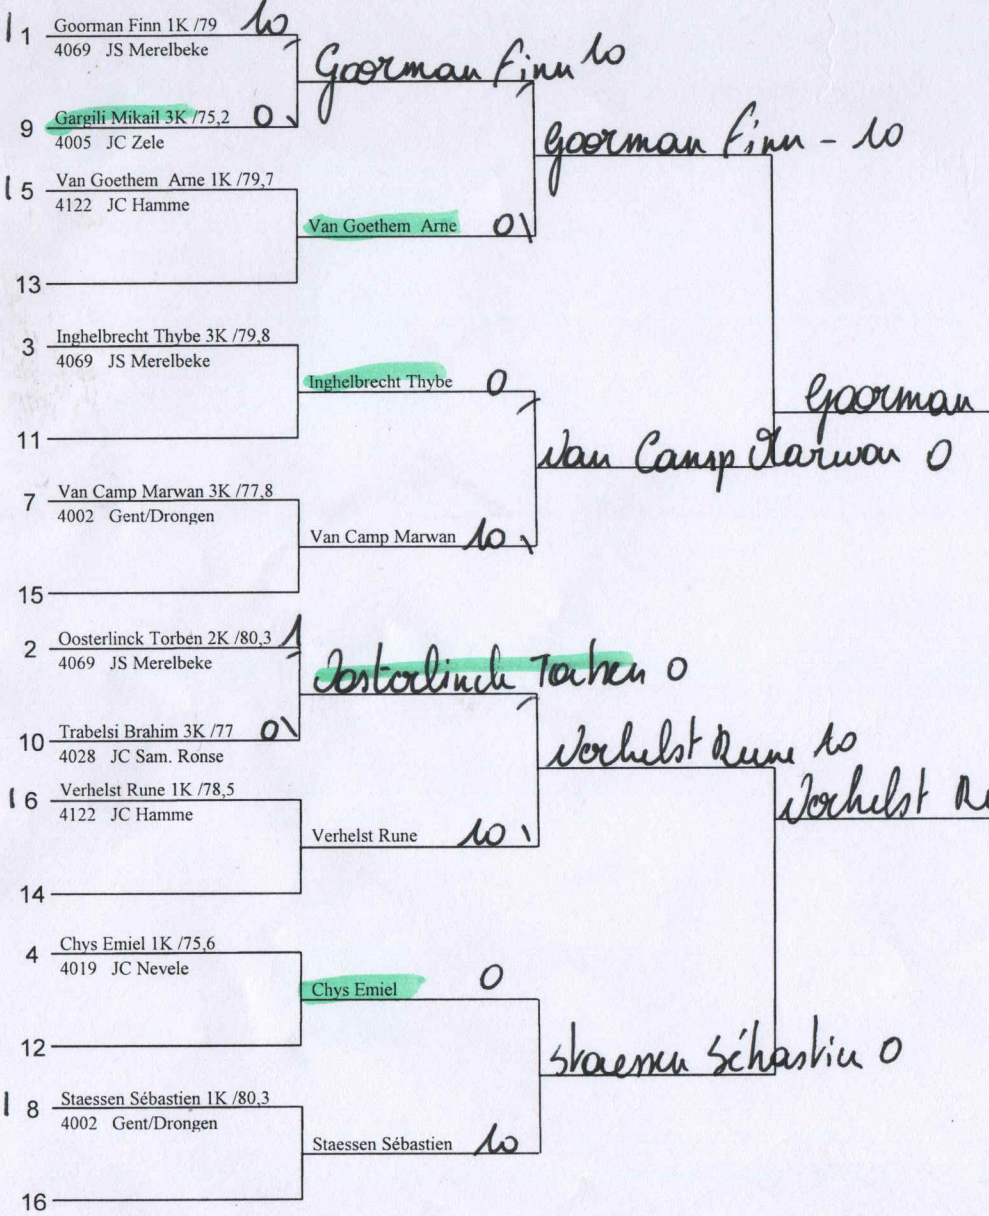 1 1 Goorman Finn 1K /79 10
4069 JS Merelbeke
Goorman Finn 10
9 Gargili Mikail 3K /75,2 0
4005 JC Zele
Goorman Finn - 10
1 5 Van Goethem Arne 1K /79,7
4122 JC Hamme
Van Goethem Arne 0
13
3 Inghelbrecht Thybe 3K /79,8
4069 JS Merelbeke
Inghelbrecht Thybe 0
Goorman
11
Van Camp Marwan 0
7 Van Camp Marwan 3K /77,8
4002 Gent/Drongen
Van Camp Marwan 10
15
2 Oosterlinck Torben 2K /80,3 1
4069 JS Merelbeke
Oostorlinck Torben 0
10 Trabelsi Brahim 3K /77 0
4028 JC Sam. Ronse
Verhelst Rune 10
1 6 Verhelst Rune 1K /78,5
4122 JC Hamme
Verhelst Ru
Verhelst Rune 10
14
4 Chys Emiel 1K /75,6
4019 JC Nevele
Chys Emiel 0
12
Staessen Sébastien 0
1 8 Staessen Sébastien 1K /80,3
4002 Gent/Drongen
Staessen Sébastien 10
16